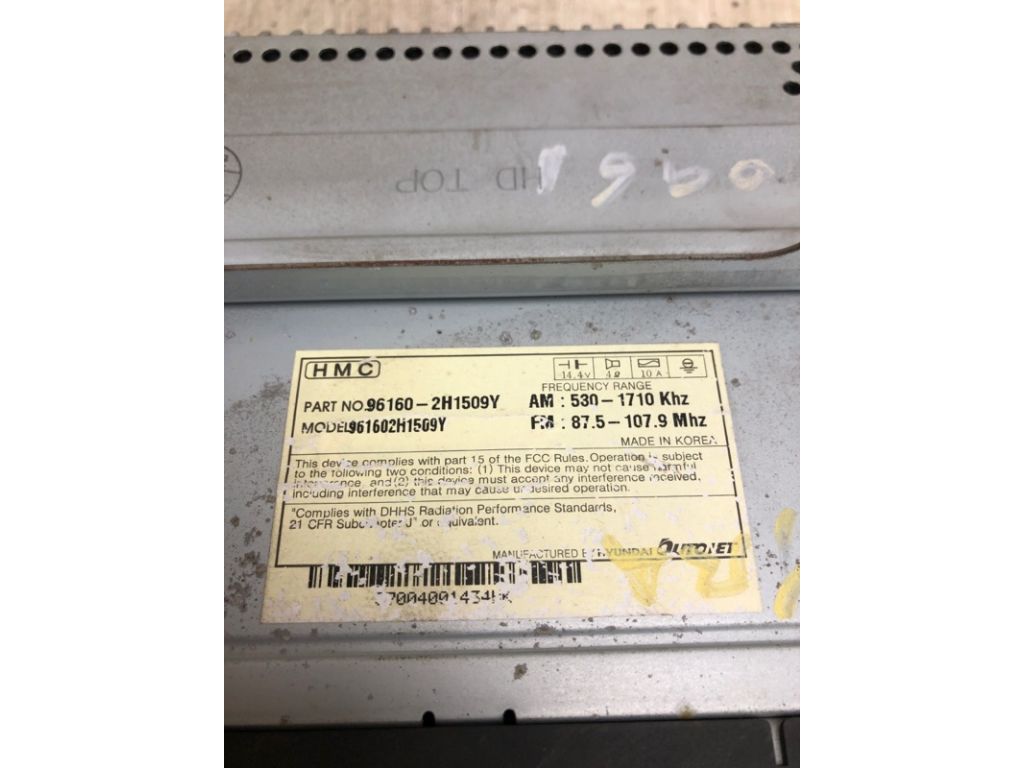 HD TOP
1960
HMC
14.4V 4Ω 10A
FREQUENCY RANGE
PART NO.96160-2H1509Y AM : 530-1710 Khz
MODEL961602H1509Y FM : 87.5-107.9 Mhz
MADE IN KOREA
This device complies with part 15 of the FCC Rules. Operation is subject
to the following two conditions: (1) This device may not cause harmful
interference, and (2) this device must accept any interference received,
including interference that may cause undesired operation.
"Complies with DHHS Radiation Performance Standards,
21 CFR Subchapter J" or equivalent.
MANUFACTURED BY HYUNDAI AUTONET